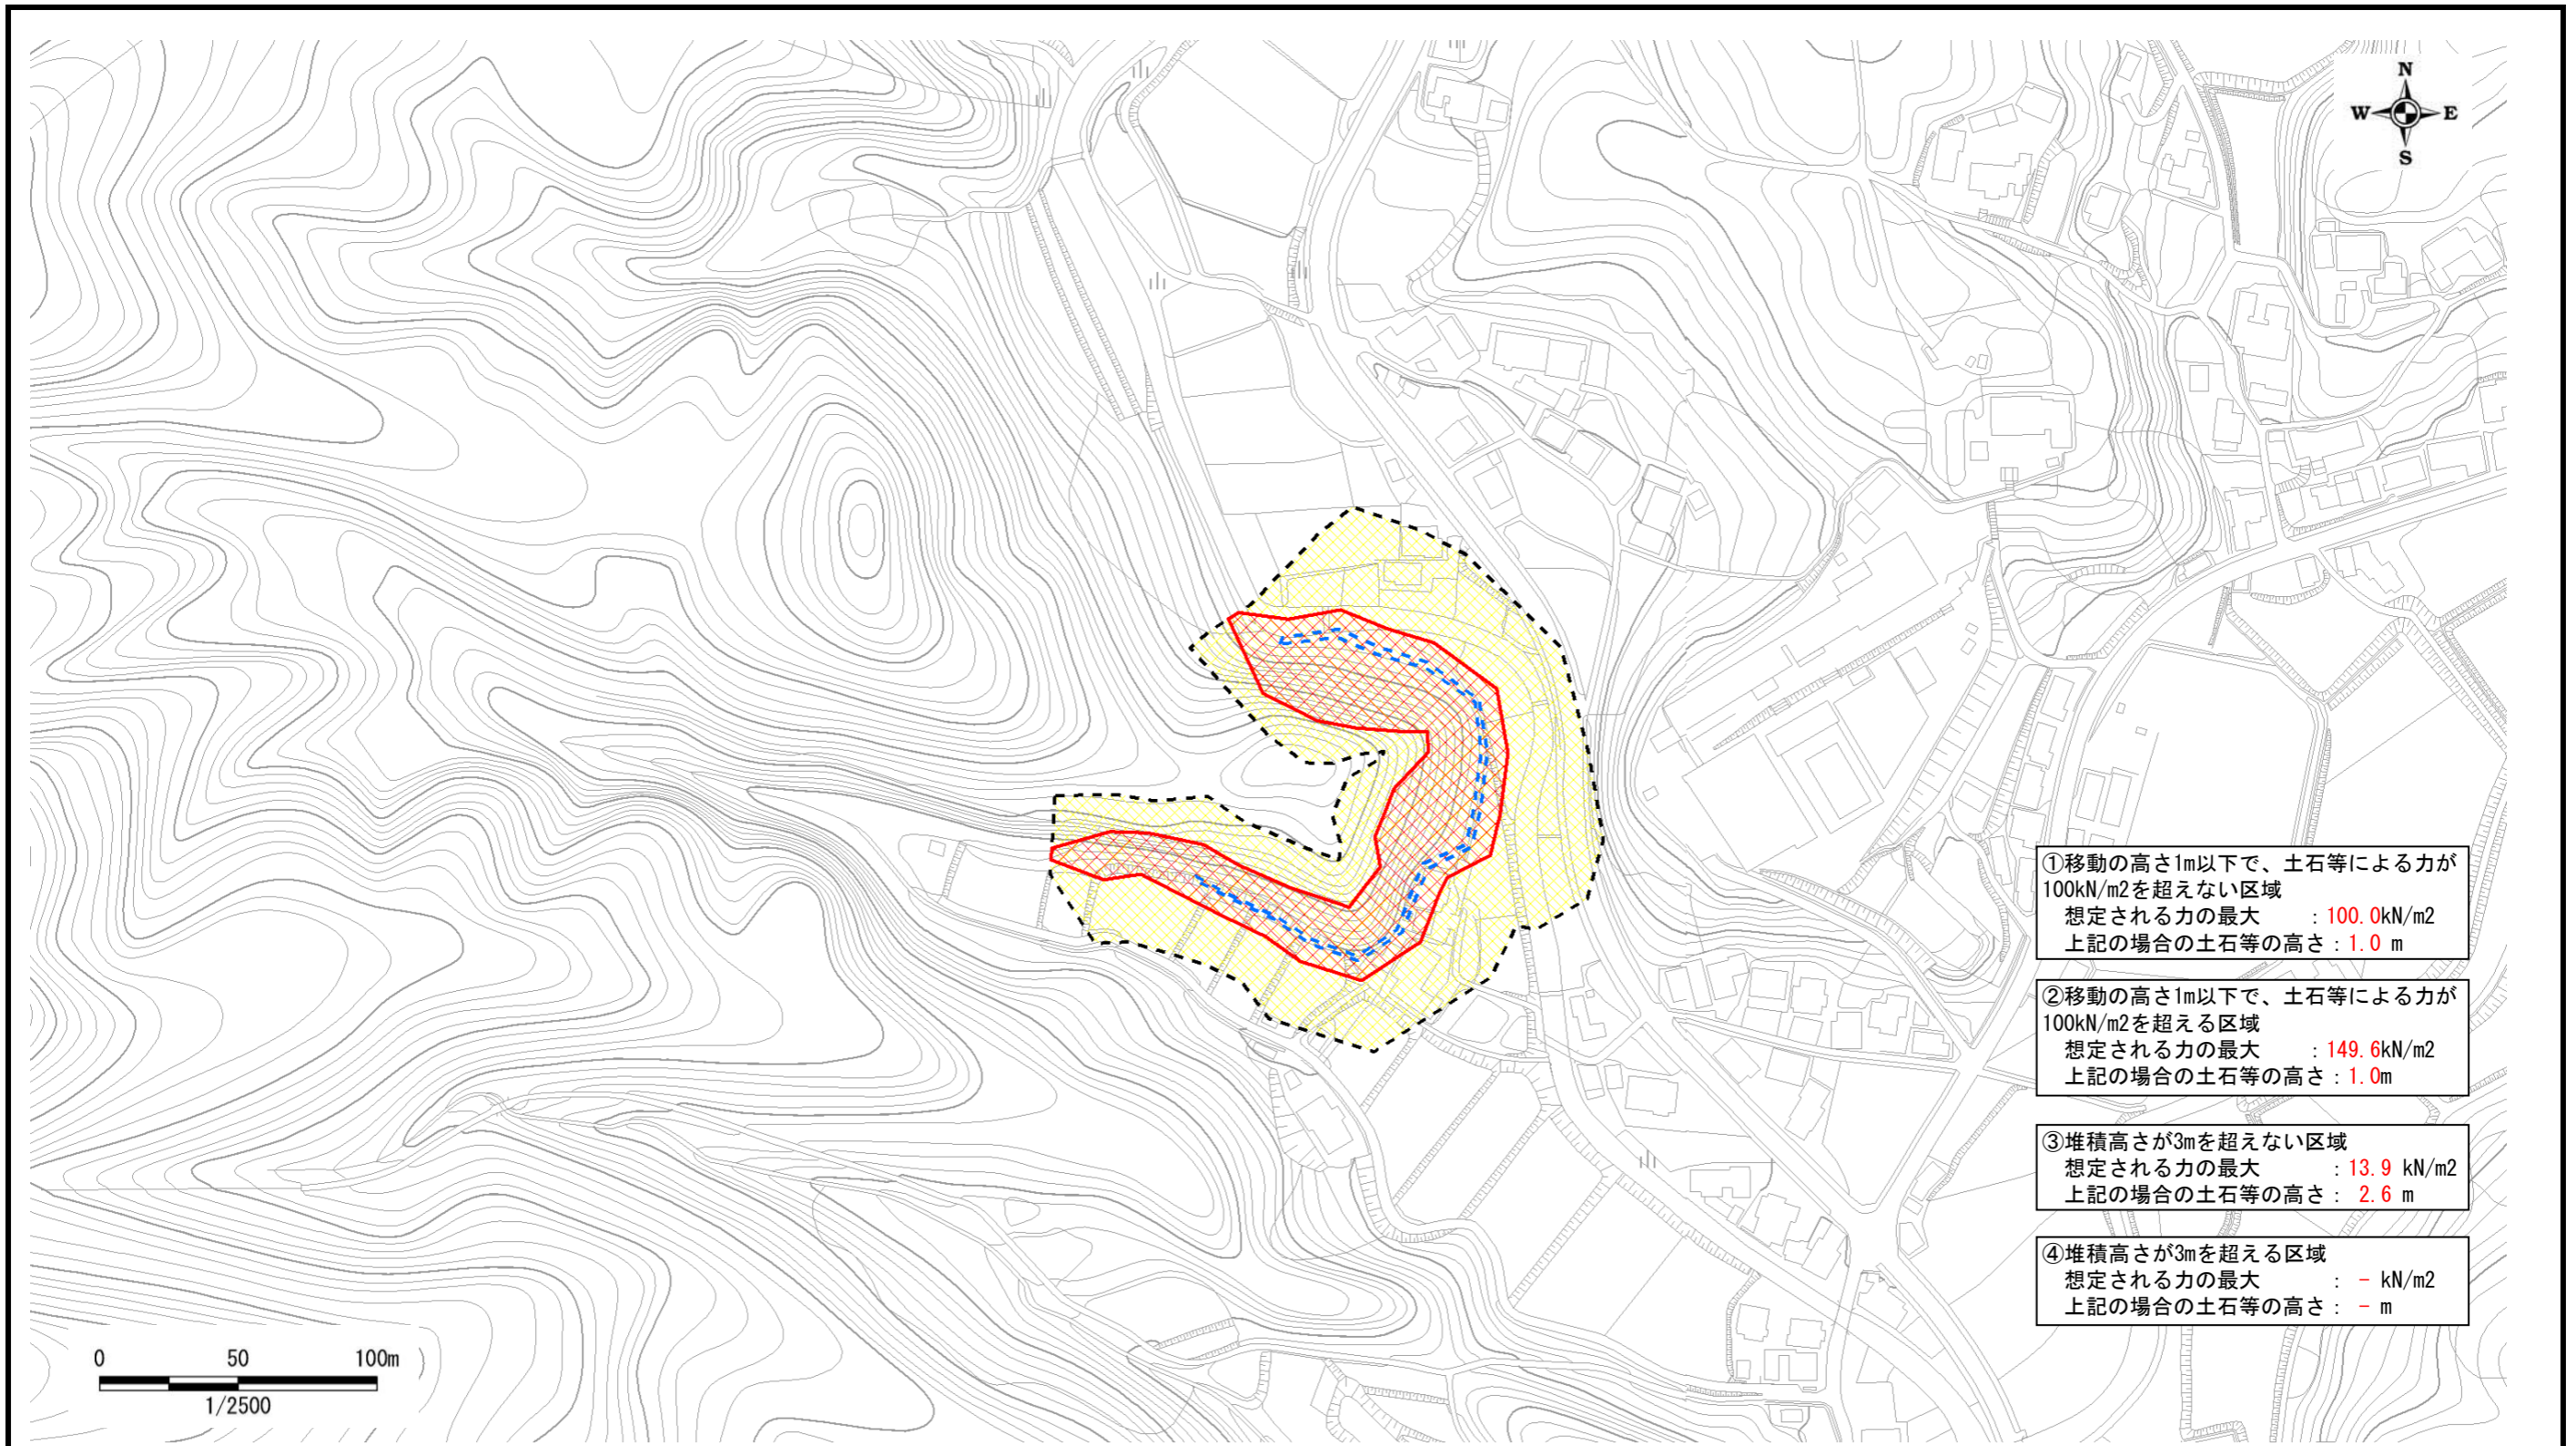 N
W E
S
①移動の高さ1m以下で、土石等による力が
100kN/m2を超えない区域
想定される力の最大 : 100.0kN/m2
上記の場合の土石等の高さ : 1.0 m
②移動の高さ1m以下で、土石等による力が
100kN/m2を超える区域
想定される力の最大 : 149.6kN/m2
上記の場合の土石等の高さ : 1.0m
③堆積高さが3mを超えない区域
想定される力の最大 : 13.9 kN/m2
上記の場合の土石等の高さ : 2.6 m
④堆積高さが3mを超える区域
想定される力の最大 : - kN/m2
上記の場合の土石等の高さ : - m
0 50 100m
1/2500